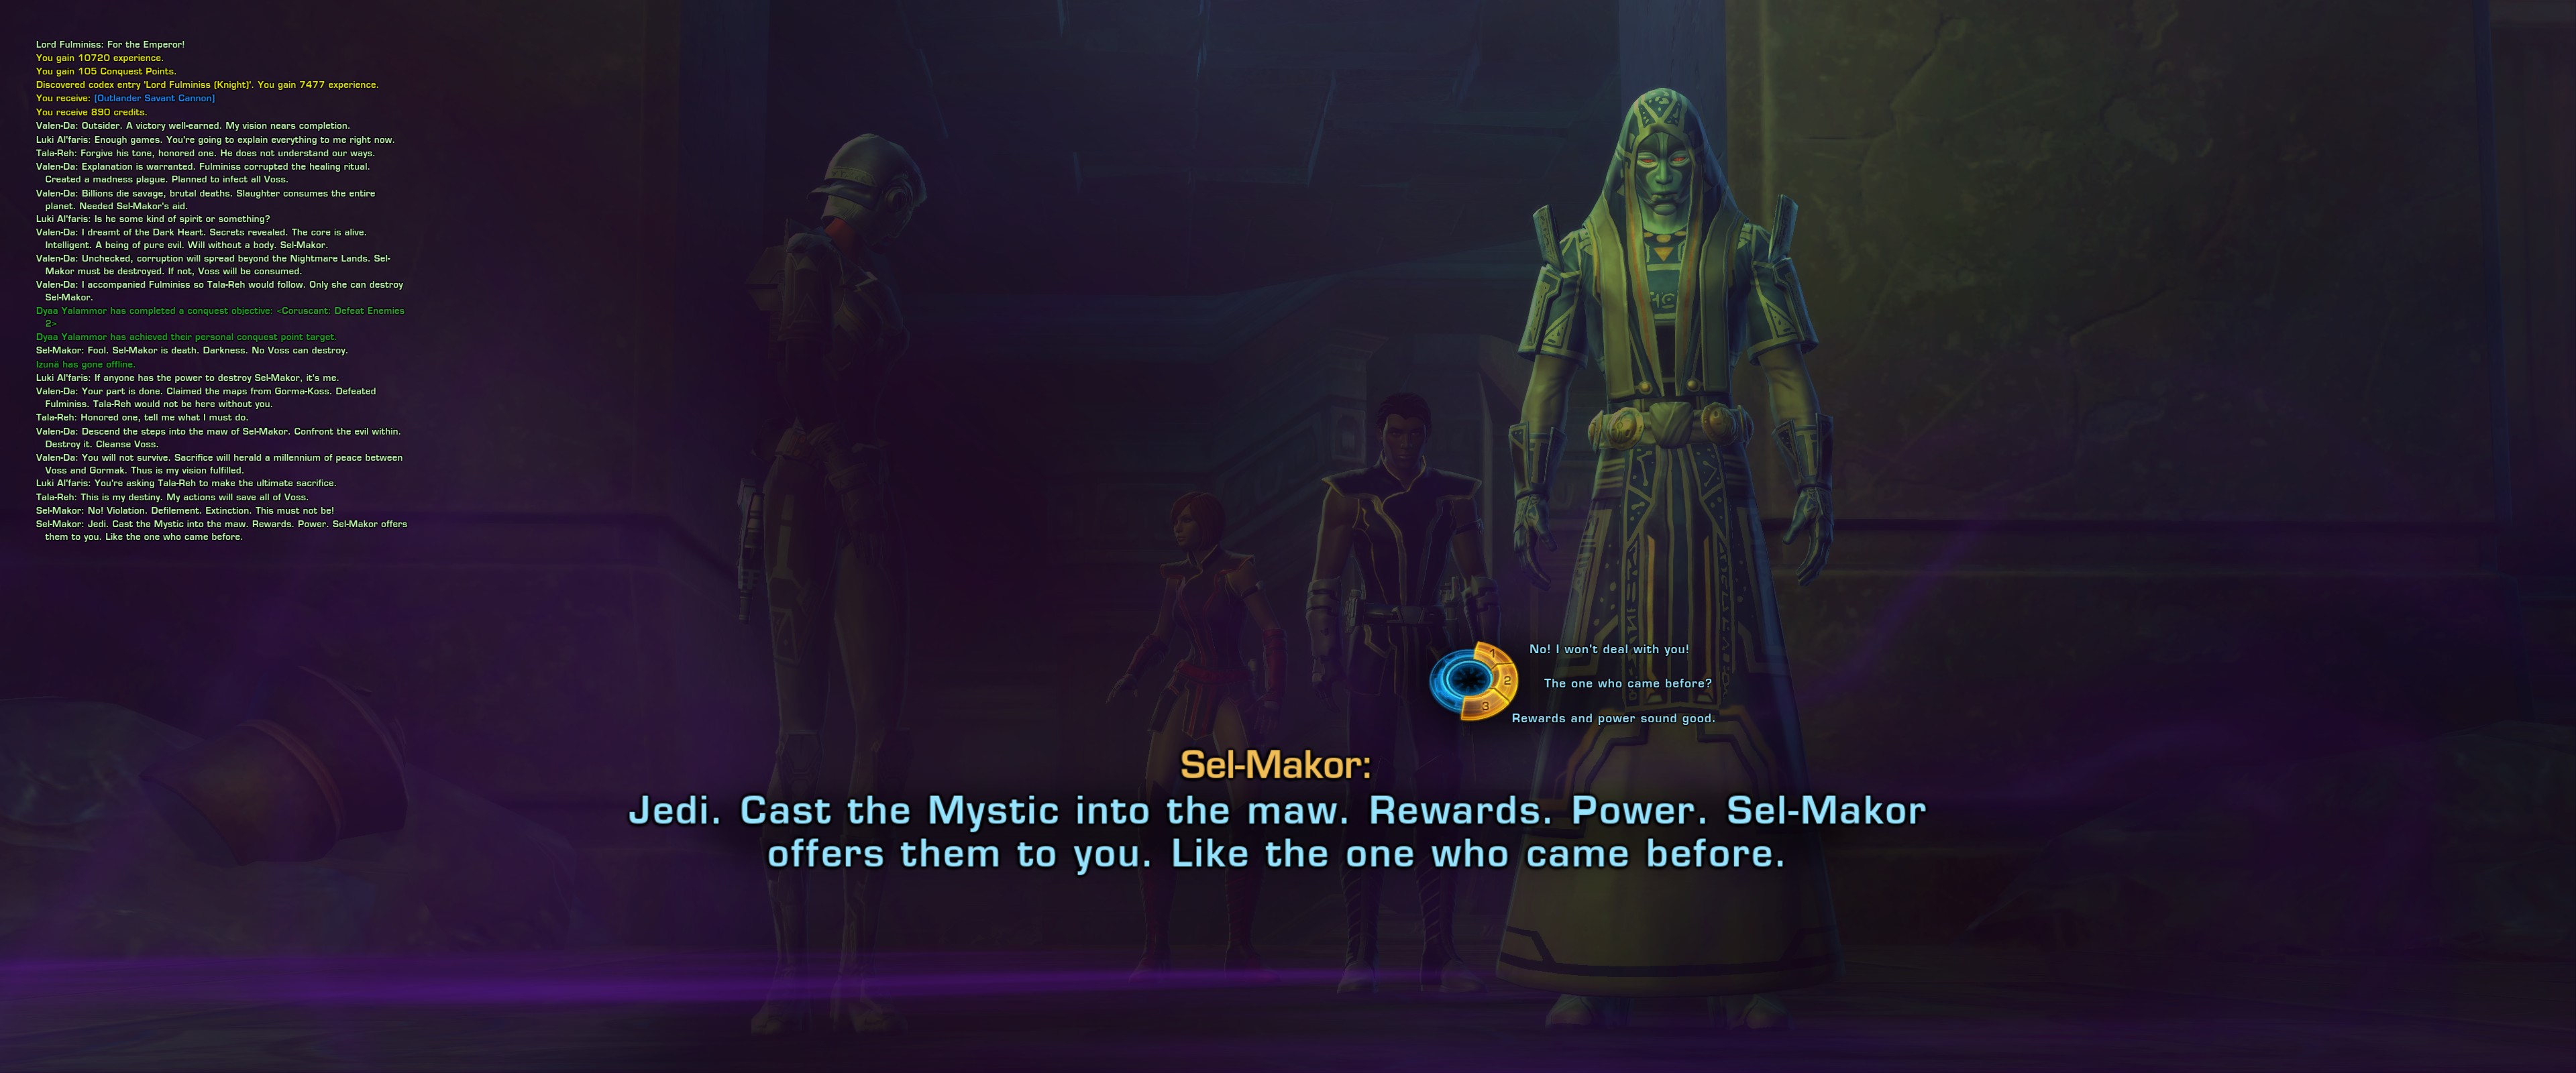 Lord Fulminiss: For the Emperor!
You gain 10720 experience.
You gain 105 Conquest Points.
Discovered codex entry 'Lord Fulminiss (Knight)'. You gain 7477 experience.
You receive: [Outlander Savant Cannon]
You receive 890 credits.
Valen-Da: Outsider. A victory well-earned. My vision nears completion.
Luki Al'faris: Enough games. You're going to explain everything to me right now.
Tala-Reh: Forgive his tone, honored one. He does not understand our ways.
Valen-Da: Explanation is warranted. Fulminiss corrupted the healing ritual.
Created a madness plague. Planned to infect all Voss.
Valen-Da: Billions die savage, brutal deaths. Slaughter consumes the entire
planet. Needed Sel-Makor's aid.
Luki Al'faris: Is he some kind of spirit or something?
Valen-Da: I dreamt of the Dark Heart. Secrets revealed. The core is alive.
Intelligent. A being of pure evil. Will without a body. Sel-Makor.
Valen-Da: Unchecked, corruption will spread beyond the Nightmare Lands. Sel-
Makor must be destroyed. If not, Voss will be consumed.
Valen-Da: I accompanied Fulminiss so Tala-Reh would follow. Only she can destroy
Sel-Makor.
Dyaa Yalammor has completed a conquest objective: <Coruscant: Defeat Enemies
2>
Dyaa Yalammor has achieved their personal conquest point target.
Sel-Makor: Fool. Sel-Makor is death. Darkness. No Voss can destroy.
Izunä has gone offline.
Luki Al'faris: If anyone has the power to destroy Sel-Makor, it's me.
Valen-Da: Your part is done. Claimed the maps from Gorma-Koss. Defeated
Fulminiss. Tala-Reh would not be here without you.
Tala-Reh: Honored one, tell me what I must do.
Valen-Da: Descend the steps into the maw of Sel-Makor. Confront the evil within.
Destroy it. Cleanse Voss.
Valen-Da: You will not survive. Sacrifice will herald a millennium of peace between
Voss and Gormak. Thus is my vision fulfilled.
Luki Al'faris: You're asking Tala-Reh to make the ultimate sacrifice.
Tala-Reh: This is my destiny. My actions will save all of Voss.
Sel-Makor: No! Violation. Defilement. Extinction. This must not be!
Sel-Makor: Jedi. Cast the Mystic into the maw. Rewards. Power. Sel-Makor offers
them to you. Like the one who came before.
1 No! I won't deal with you!
2 The one who came before?
3 Rewards and power sound good.
Sel-Makor:
Jedi. Cast the Mystic into the maw. Rewards. Power. Sel-Makor
offers them to you. Like the one who came before.